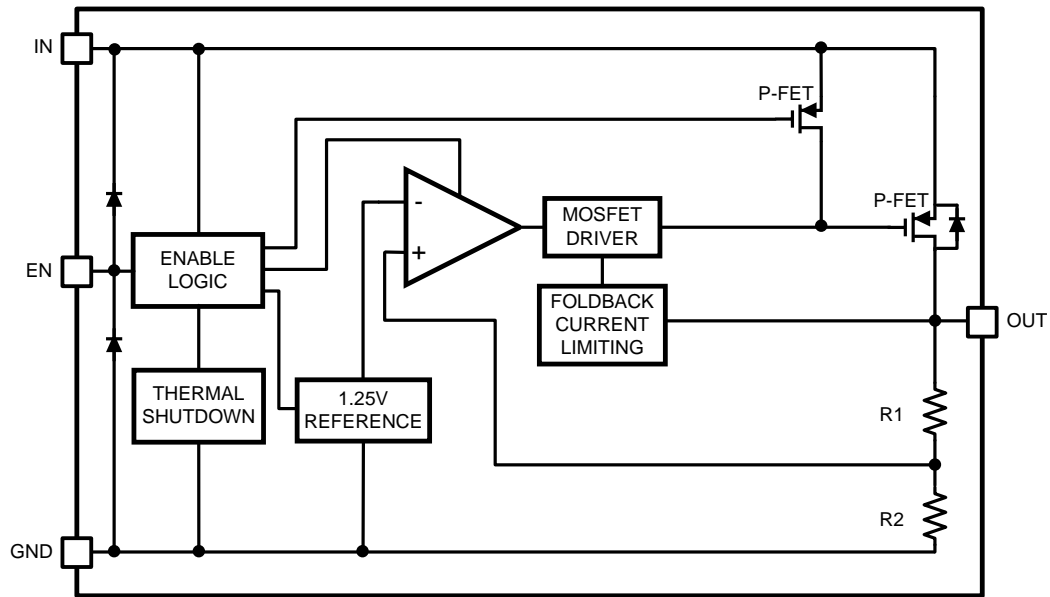 IN
P-FET
P-FET
-
MOSFET
DRIVER
+
ENABLE
LOGIC
EN
FOLDBACK
CURRENT
LIMITING
OUT
THERMAL
SHUTDOWN
1.25V
REFERENCE
R1
R2
GND